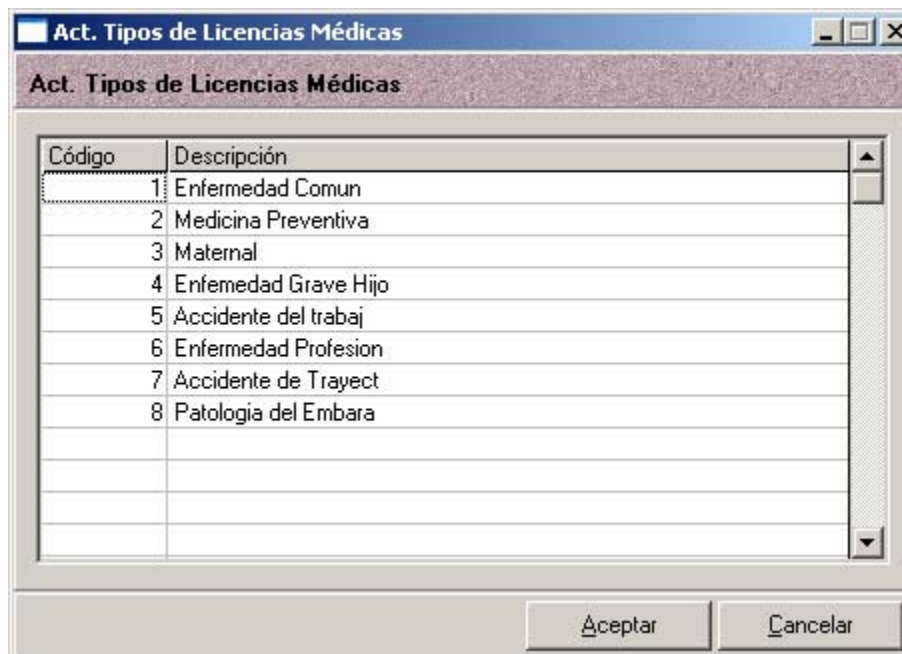 Act. Tipos de Licencias Médicas
Act. Tipos de Licencias Médicas
Código Descripción
1 Enfermedad Comun
2 Medicina Preventiva
3 Maternal
4 Enfemedad Grave Hijo
5 Accidente del trabaj
6 Enfermedad Profesion
7 Accidente de Trayect
8 Patologia del Embara
Aceptar Cancelar